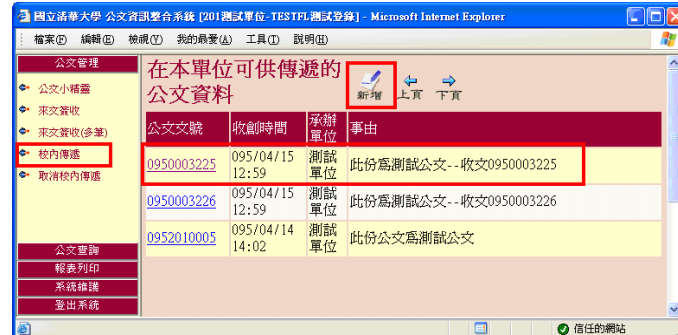 國立清華大學 公文資訊整合系統 [201測試單位-TESTFL測試登錄] - Microsoft Internet Explorer
檔案(F) 編輯(E) 檢視(V) 我的最愛(A) 工具(T) 說明(H)
公文管理
公文小精靈
來文簽收
來文簽收(多筆)
校內傳遞
取消校內傳遞
公文查詢
報表列印
系統維護
登出系統
在本單位可供傳遞的
公文資料
新增 上頁 下頁
公文文號 收創時間 承辦單位 事由
0950003225 095/04/15 12:59 測試單位 此份為測試公文--收文0950003225
0950003226 095/04/15 12:59 測試單位 此份為測試公文--收文0950003226
0952010005 095/04/14 14:02 測試單位 此份公文為測試公文
信任的網站